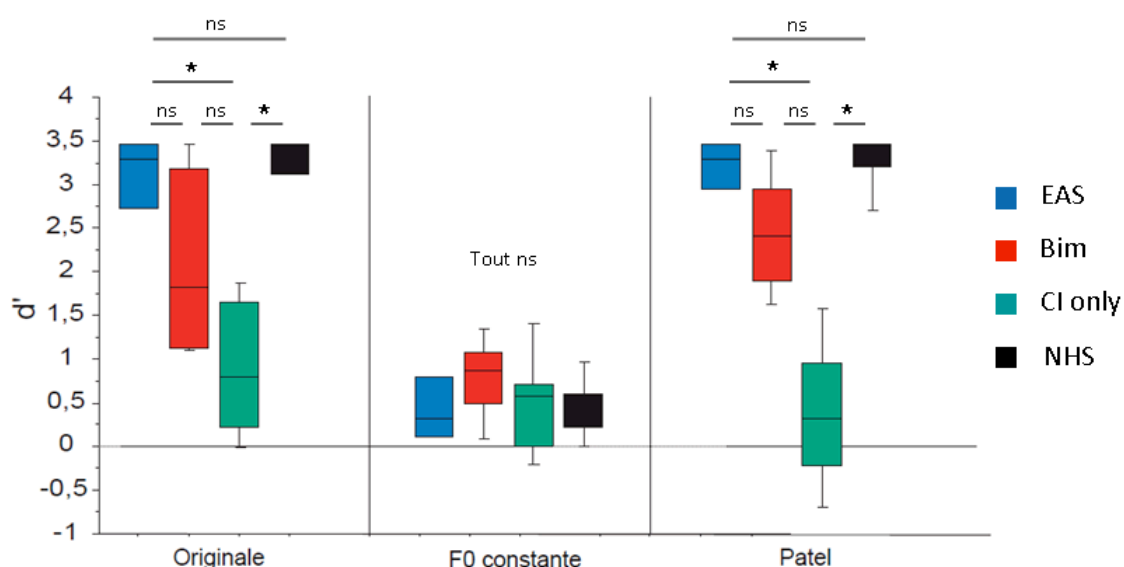 ns
ns
*
*
ns
ns
*
ns
ns
*
4
3,5
3
2,5
2
1,5
1
0,5
0
-0,5
-1
d'
Tout ns
EAS
Bim
CI only
NHS
Originale
F0 constante
Patel